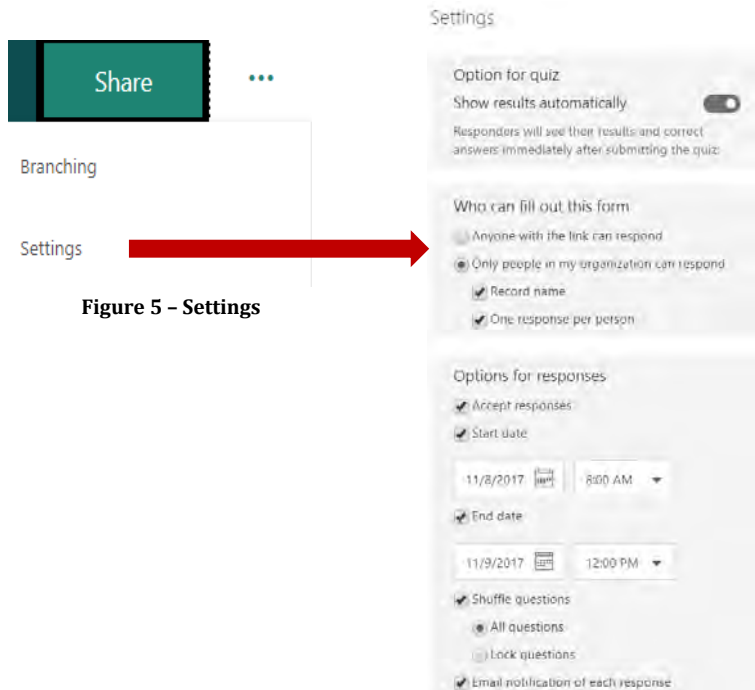 Share
Branching
Settings
Figure 5 – Settings
Settings
Option for quiz
Show results automatically
Responders will see their results and correct
answers immediately after submitting the quiz.
Who can fill out this form
Anyone with the link can respond
Only people in my organization can respond
Record name
One response per person
Options for responses
Accept responses
Start date
11/8/2017 8:00 AM
End date
11/9/2017 12:00 PM
Shuffle questions
All questions
Lock questions
Email notification of each response